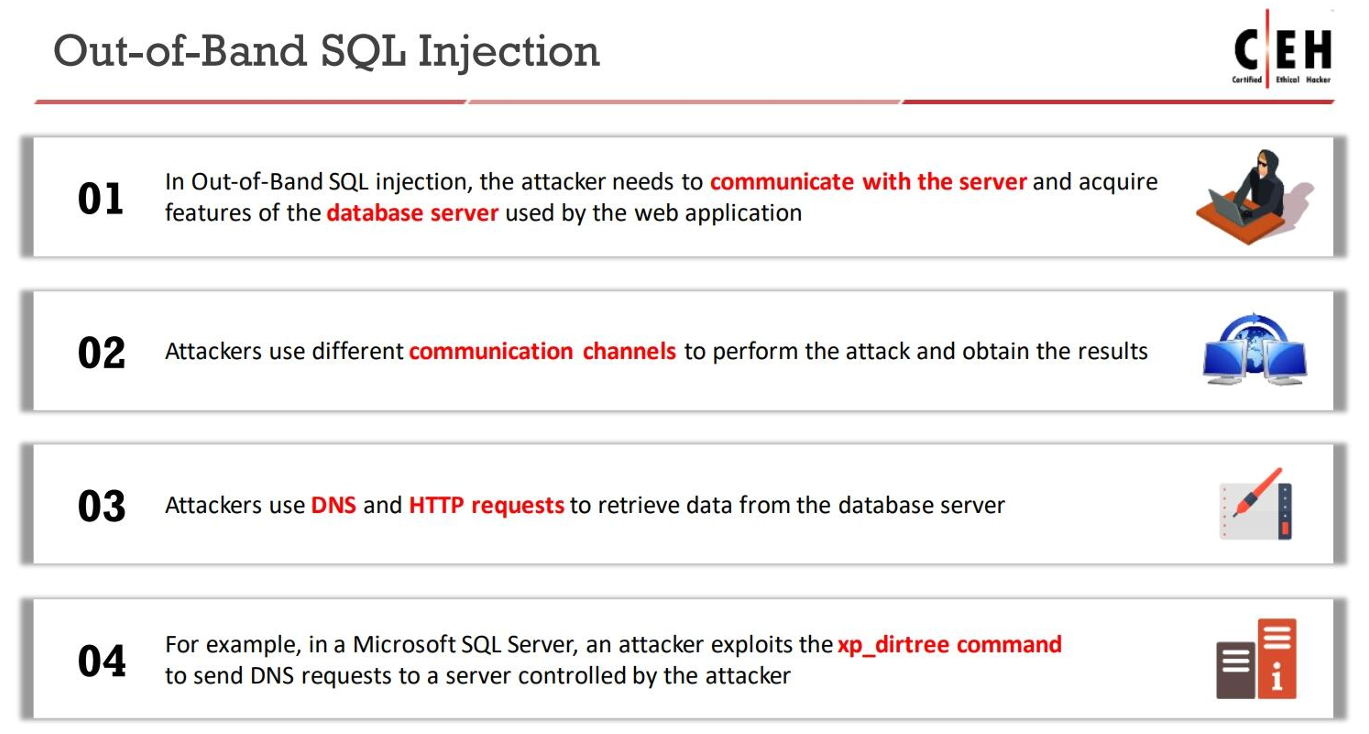 Out-of-Band SQL Injection
C|EH
Certified Ethical Hacker
01
In Out-of-Band SQL injection, the attacker needs to communicate with the server and acquire
features of the database server used by the web application
02
Attackers use different communication channels to perform the attack and obtain the results
03
Attackers use DNS and HTTP requests to retrieve data from the database server
04
For example, in a Microsoft SQL Server, an attacker exploits the xp_dirtree command
to send DNS requests to a server controlled by the attacker
i